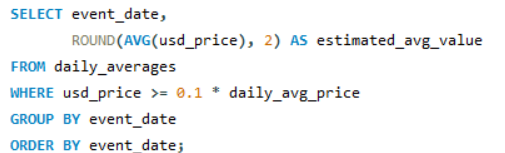 SELECT event_date,
ROUND(AVG(usd_price), 2) AS estimated_avg_value
FROM daily_averages
WHERE usd_price >= 0.1 * daily_avg_price
GROUP BY event_date
ORDER BY event_date;